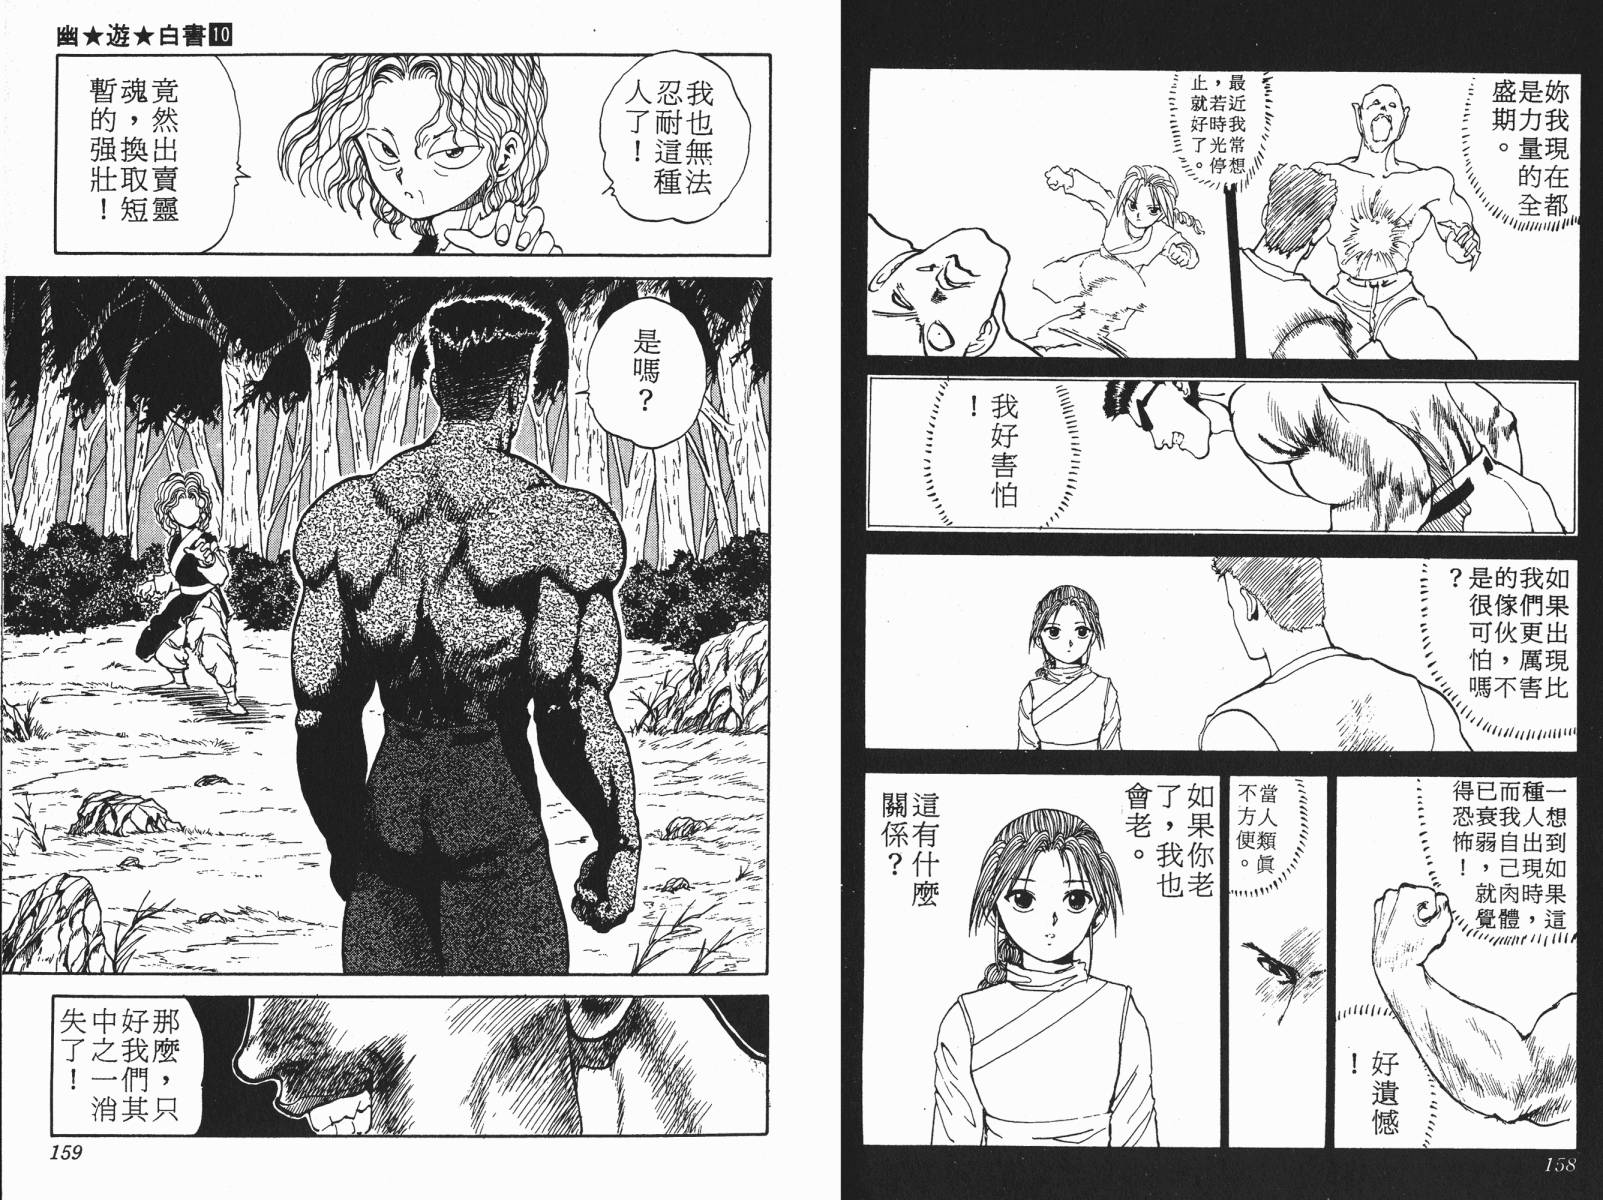 妳我現在都
是力量的全
盛期。
最近我常想
，若時光停
止就好了。
我好害怕
！
如果出現比
我們更厲害
的傢伙，不
是很可怕嗎
？
一想到如果這
種人出現時，
而我自己肉體
已衰弱，就覺
得恐怖！
好遺憾
！
當人類眞
不方便。
如果你老
了，我也
會老。
這有什麼
關係？
158
幽★遊★白書10
我也無法
忍耐這種
人了！
竟然出賣靈
魂，換取短
暫的强壯！
是嗎？
那麼，只
好我們其
中之一消
失了！
159